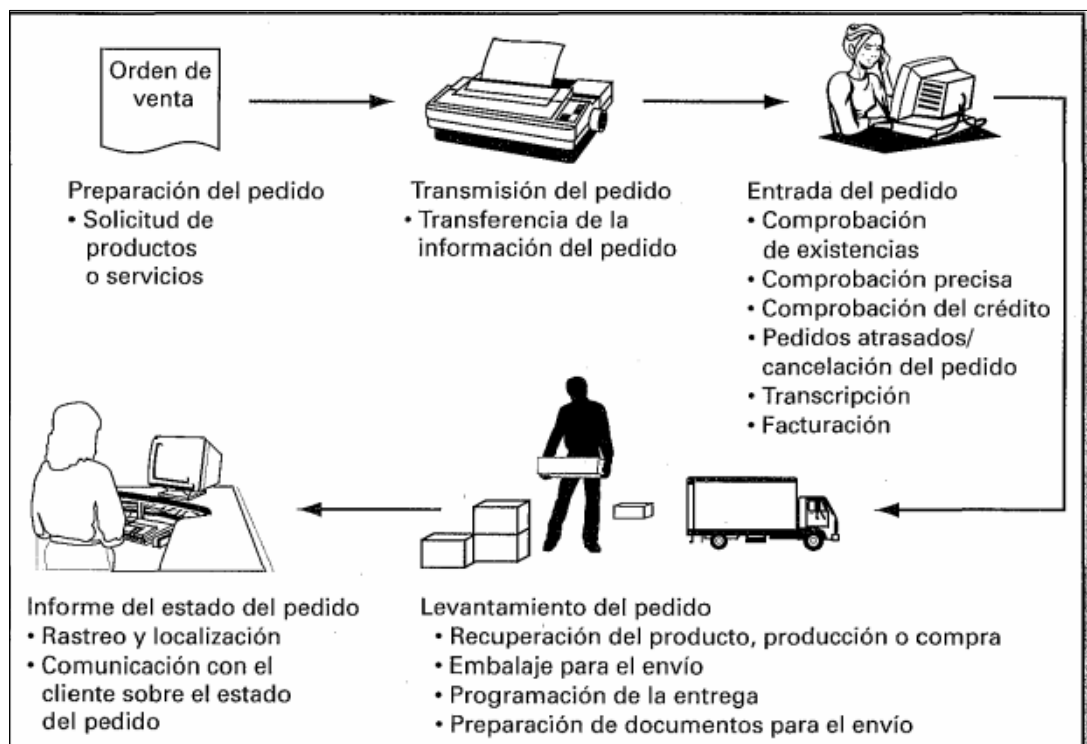 Orden de
venta
Preparación del pedido
• Solicitud de
productos
o servicios
Transmisión del pedido
• Transferencia de la
información del pedido
Entrada del pedido
• Comprobación
de existencias
• Comprobación precisa
• Comprobación del crédito
• Pedidos atrasados/
cancelación del pedido
• Transcripción
• Facturación
Informe del estado del pedido
• Rastreo y localización
• Comunicación con el
cliente sobre el estado
del pedido
Levantamiento del pedido
• Recuperación del producto, producción o compra
• Embalaje para el envío
• Programación de la entrega
• Preparación de documentos para el envío